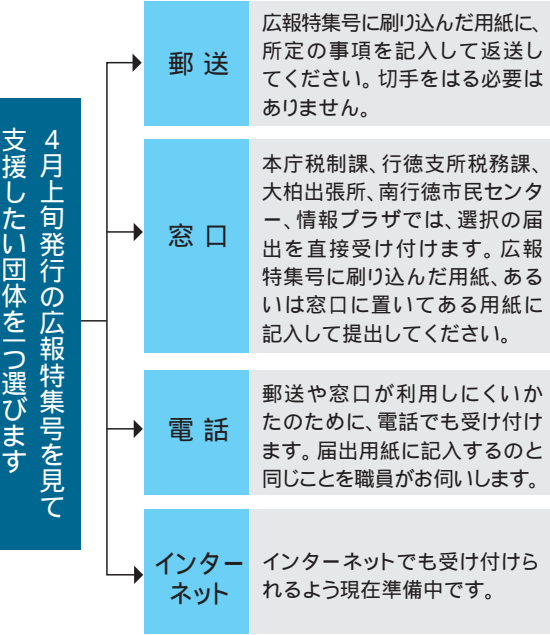 4月上旬発行の広報特集号を見て
支援したい団体を一つ選びます
郵送
広報特集号に刷り込んだ用紙に、
所定の事項を記入して返送し
てください。切手をはる必要は
ありません。
窓口
本庁税制課、行徳支所税務課、
大柏出張所、南行徳市民センタ
ー、情報プラザでは、選択の届
出を直接受け付けます。広報
特集号に刷り込んだ用紙、ある
いは窓口に置いてある用紙に
記入して提出してください。
電話
郵送や窓口が利用しにくいか
たのために、電話でも受け付け
ます。届出用紙に記入するのと
同じことを職員がお伺いします。
インター
ネット
インターネットでも受け付けら
れるよう現在準備中です。